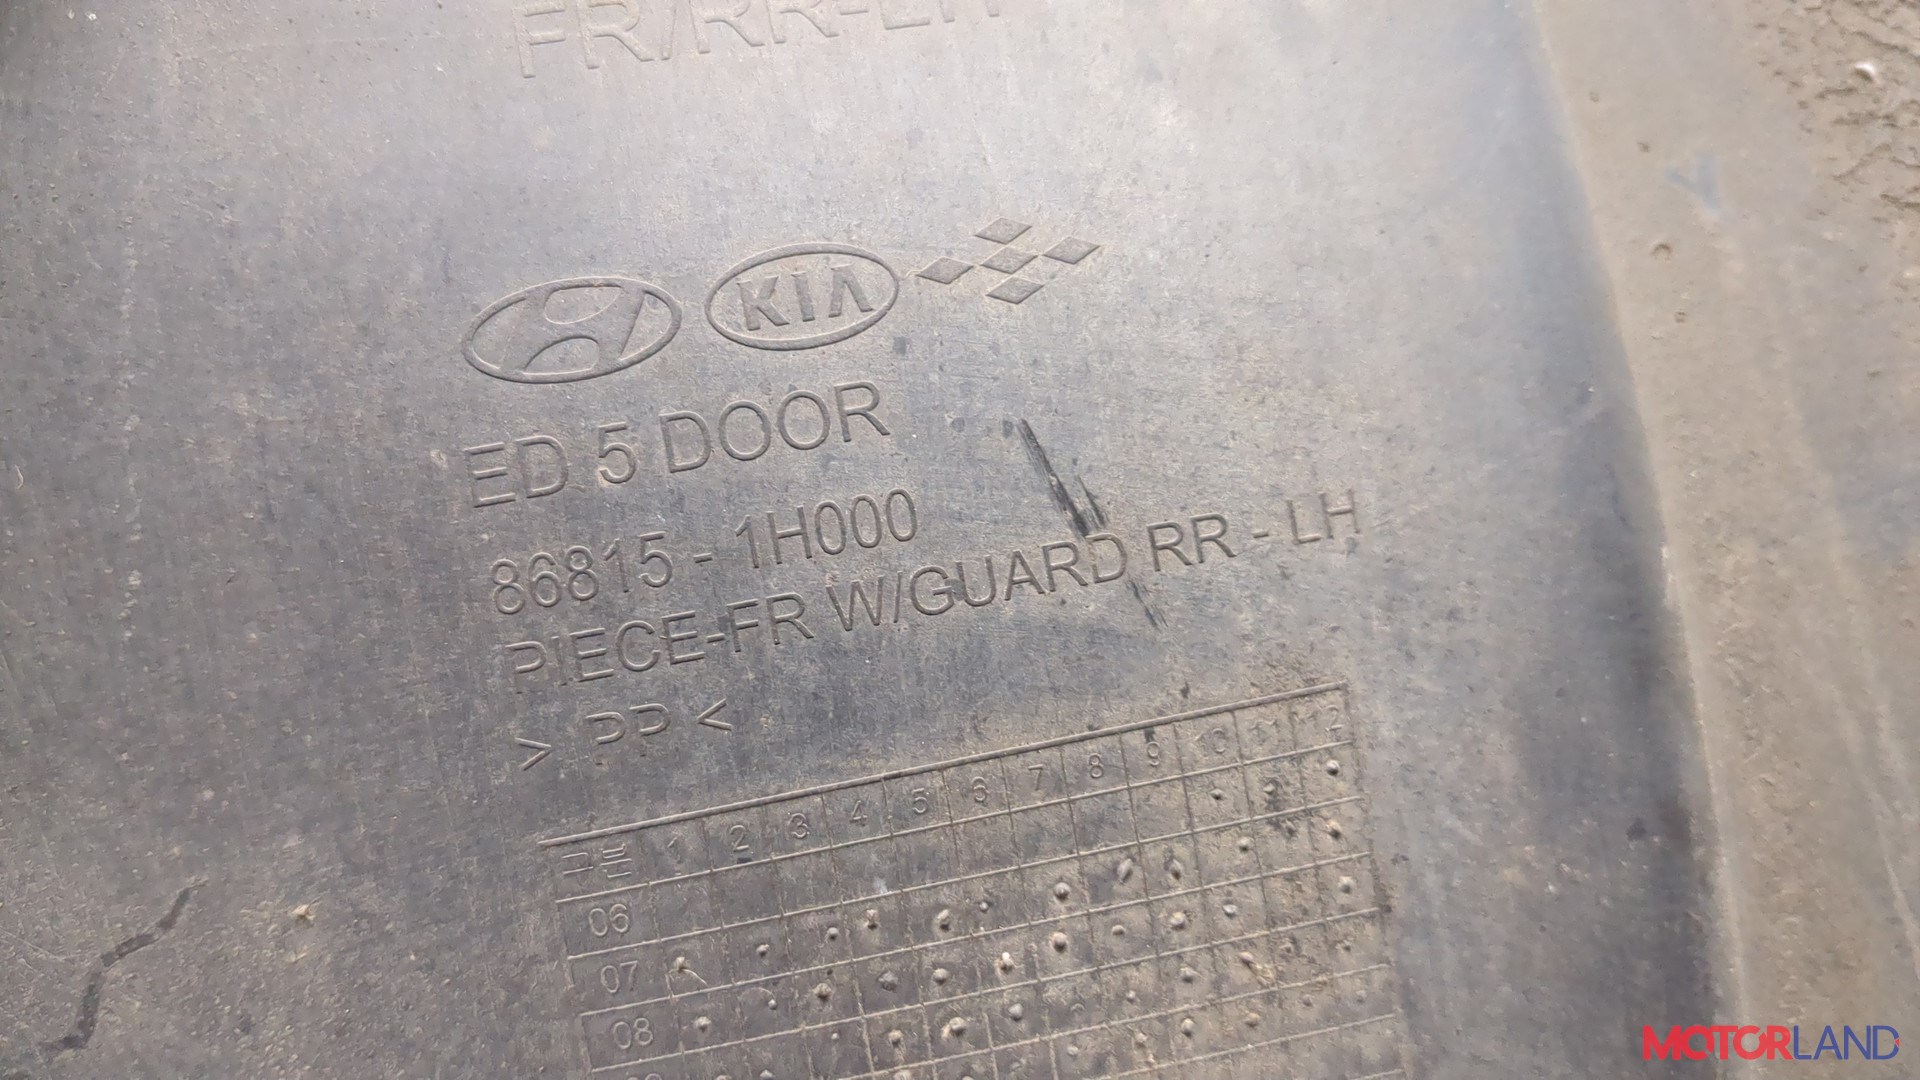 FR/RR-LH
KIA
ED 5 DOOR
86815 - 1H000
PIECE-FR W/GUARD RR - LH
> PP <
구분 1 2 3 4 5 6 7 8 9 10 11 12
06
07
08
MOTORLAND